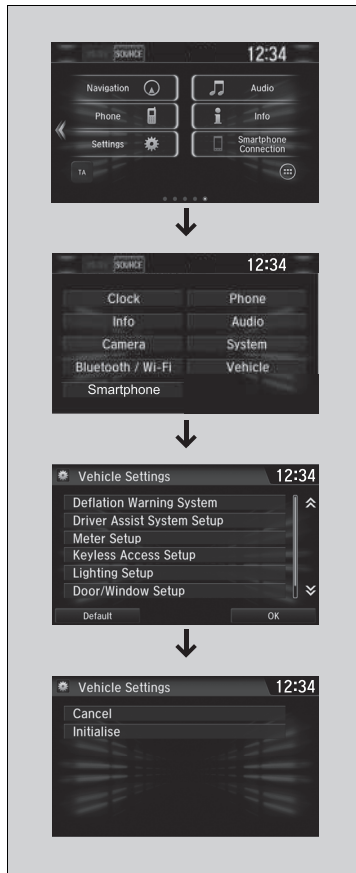 SOURCE 12:34
Navigation Audio
Phone Info
Settings Smartphone
Connection
TA
SOURCE 12:34
Clock Phone
Info Audio
Camera System
Bluetooth / Wi-Fi Vehicle
Smartphone
Vehicle Settings 12:34
Deflation Warning System
Driver Assist System Setup
Meter Setup
Keyless Access Setup
Lighting Setup
Door/Window Setup
Default OK
Vehicle Settings 12:34
Cancel
Initialise